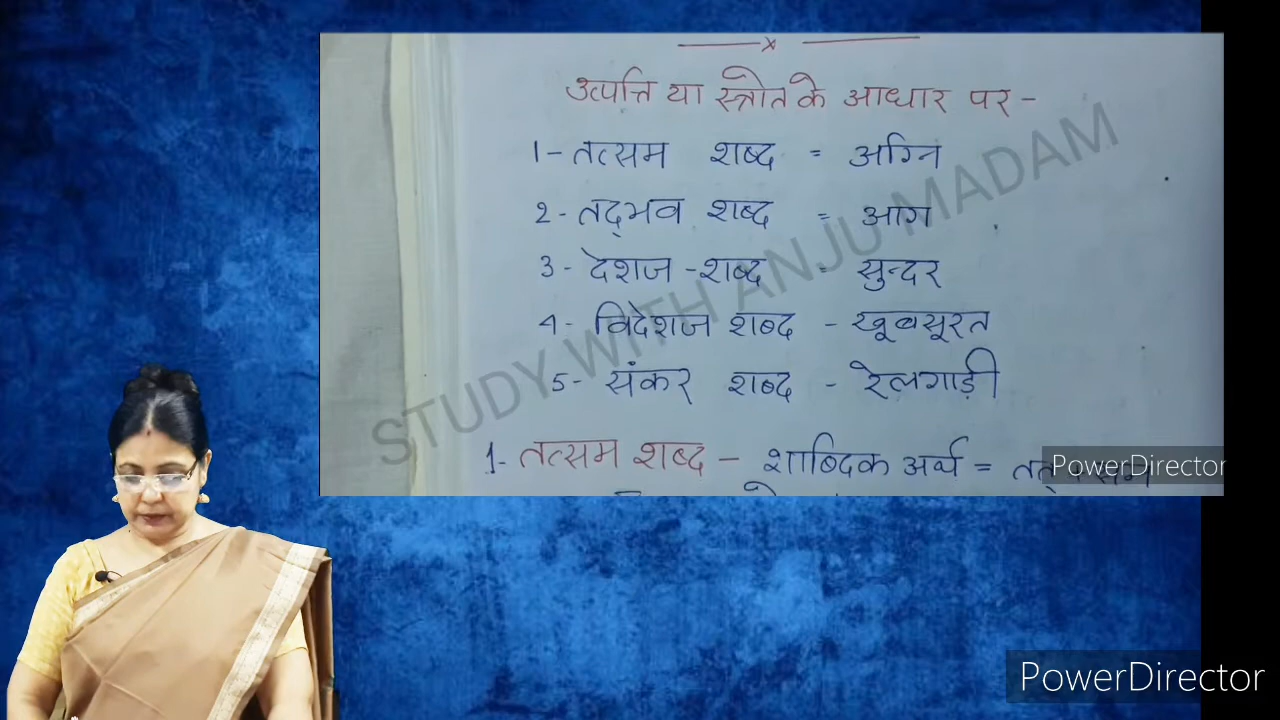 उत्पत्ति या स्त्रोत के आधार पर -
1- तत्सम शब्द = अग्नि
2- तद्भव शब्द = आग
3- देशज - शब्द = सुन्दर
4- विदेशज शब्द - खूबसूरत
5- संकर शब्द - रेलगाड़ी
1- तत्सम शब्द - शाब्दिक अर्थ = तत् + सम
STUDY WITH ANJU MADAM
PowerDirector
PowerDirector